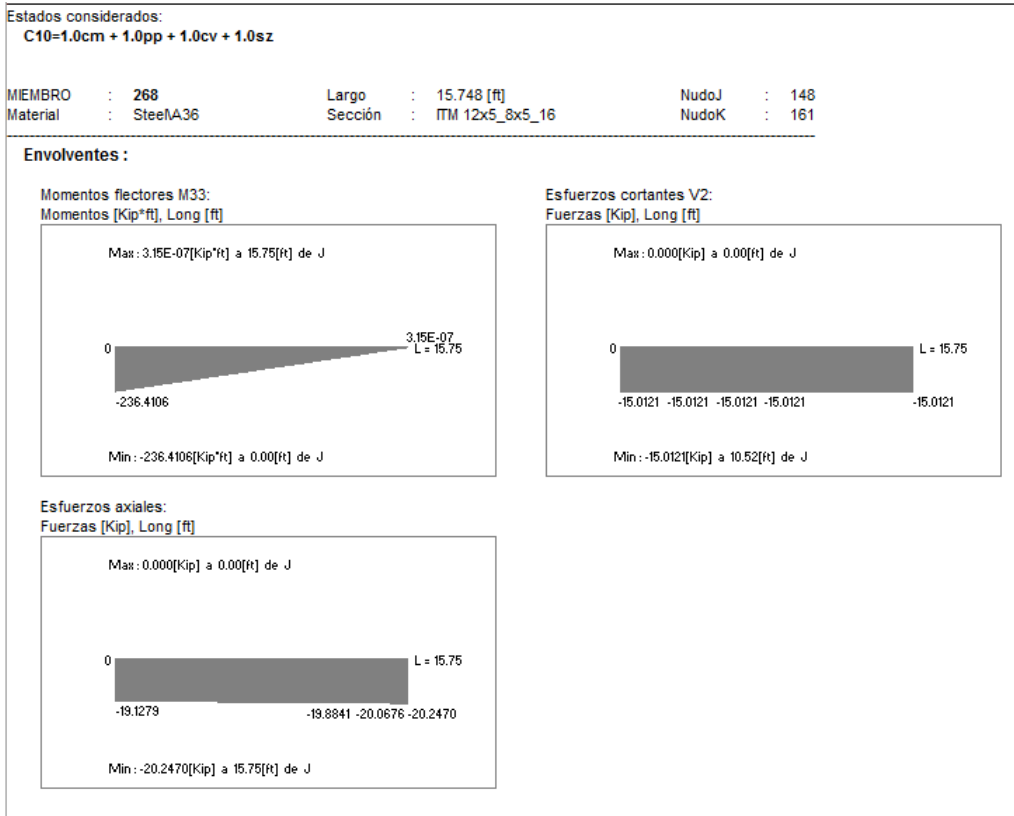 Estados considerados:
C10=1.0cm + 1.0pp + 1.0cv + 1.0sz
MIEMBRO : 268 Largo : 15.748 [ft] NudoJ : 148
Material : Steel\A36 Sección : ITM 12x5_8x5_16 NudoK : 161
Envolventes :
Momentos flectores M33:
Momentos [Kip*ft], Long [ft]
Max : 3.15E-07[Kip*ft] a 15.75[ft] de J
3.15E-07
0 L = 15.75
-236.4106
Min : -236.4106[Kip*ft] a 0.00[ft] de J
Esfuerzos cortantes V2:
Fuerzas [Kip], Long [ft]
Max : 0.000[Kip] a 0.00[ft] de J
0 L = 15.75
-15.0121 -15.0121 -15.0121 -15.0121 -15.0121
Min : -15.0121[Kip] a 10.52[ft] de J
Esfuerzos axiales:
Fuerzas [Kip], Long [ft]
Max : 0.000[Kip] a 0.00[ft] de J
0 L = 15.75
-19.1279 -19.8841 -20.0676 -20.2470
Min : -20.2470[Kip] a 15.75[ft] de J